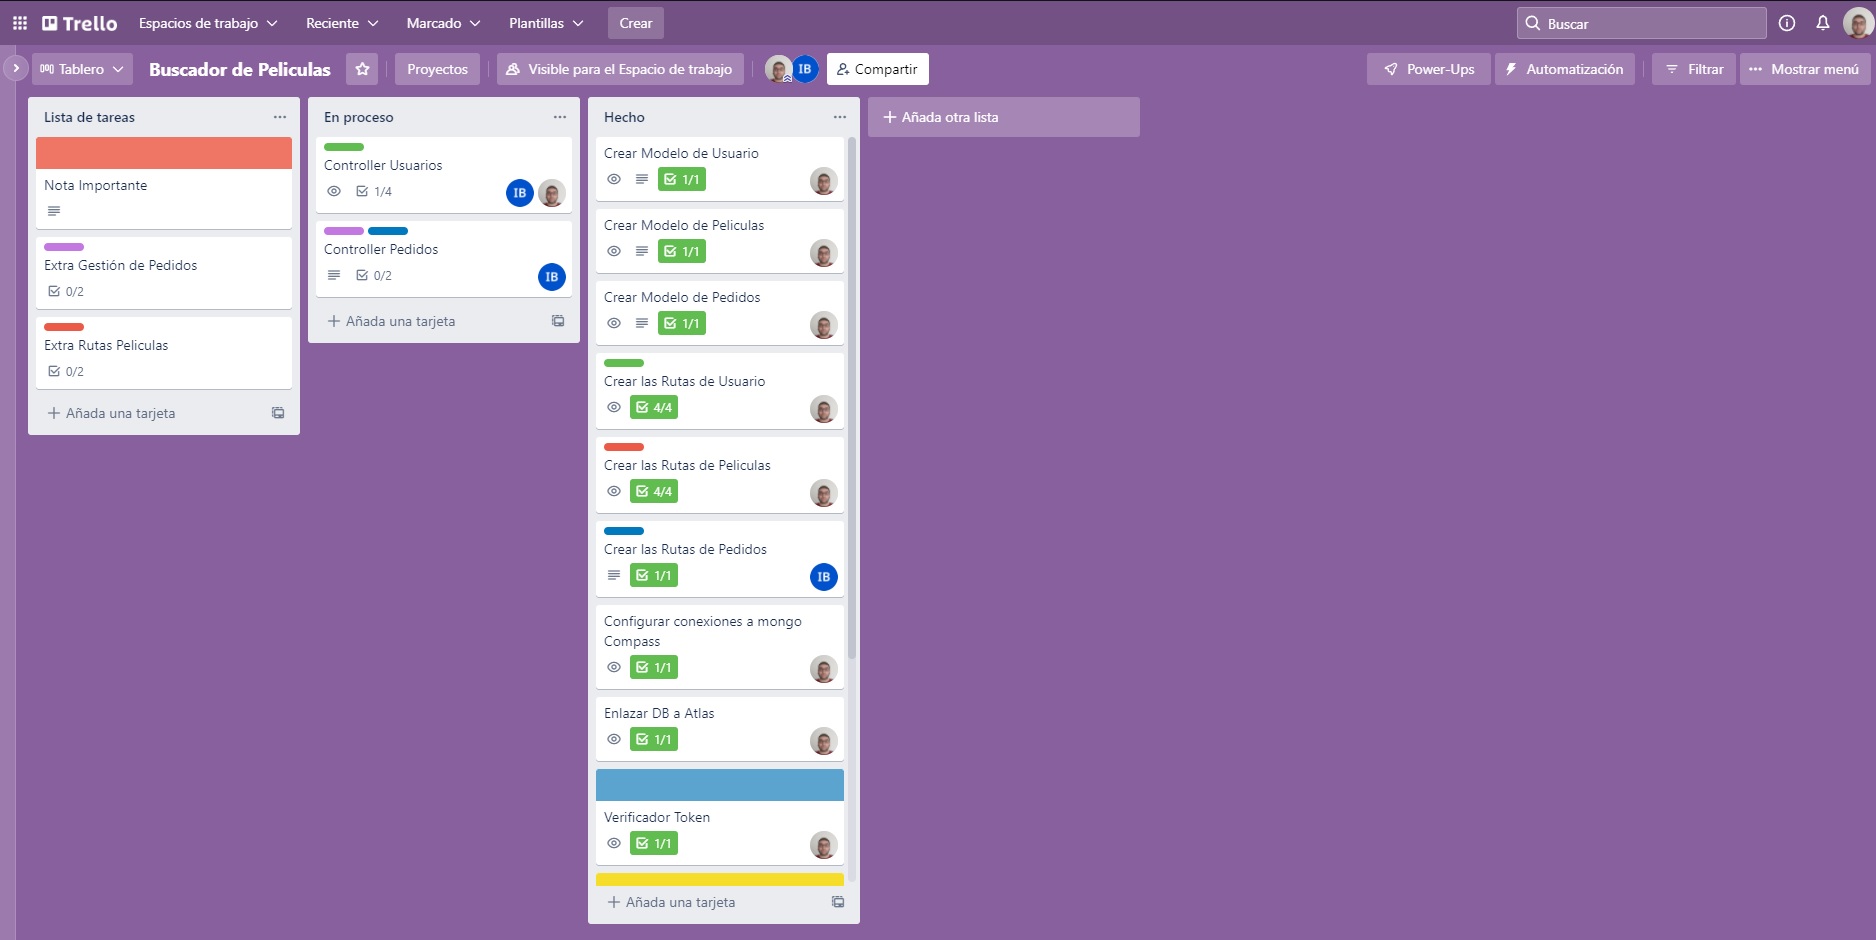 Trello Espacios de trabajo Reciente Marcado Plantillas Crear Buscar
Tablero Buscador de Peliculas Proyectos Visible para el Espacio de trabajo IB Compartir Power-Ups Automatización Filtrar Mostrar menú
Lista de tareas
Nota Importante
Extra Gestión de Pedidos
0/2
Extra Rutas Peliculas
0/2
Añada una tarjeta
En proceso
Controller Usuarios
1/4 IB
Controller Pedidos
0/2 IB
Añada una tarjeta
Hecho
Crear Modelo de Usuario
1/1
Crear Modelo de Peliculas
1/1
Crear Modelo de Pedidos
1/1
Crear las Rutas de Usuario
4/4
Crear las Rutas de Peliculas
4/4
Crear las Rutas de Pedidos
1/1 IB
Configurar conexiones a mongo
Compass
1/1
Enlazar DB a Atlas
1/1
Verificador Token
1/1
Añada una tarjeta
Añada otra lista